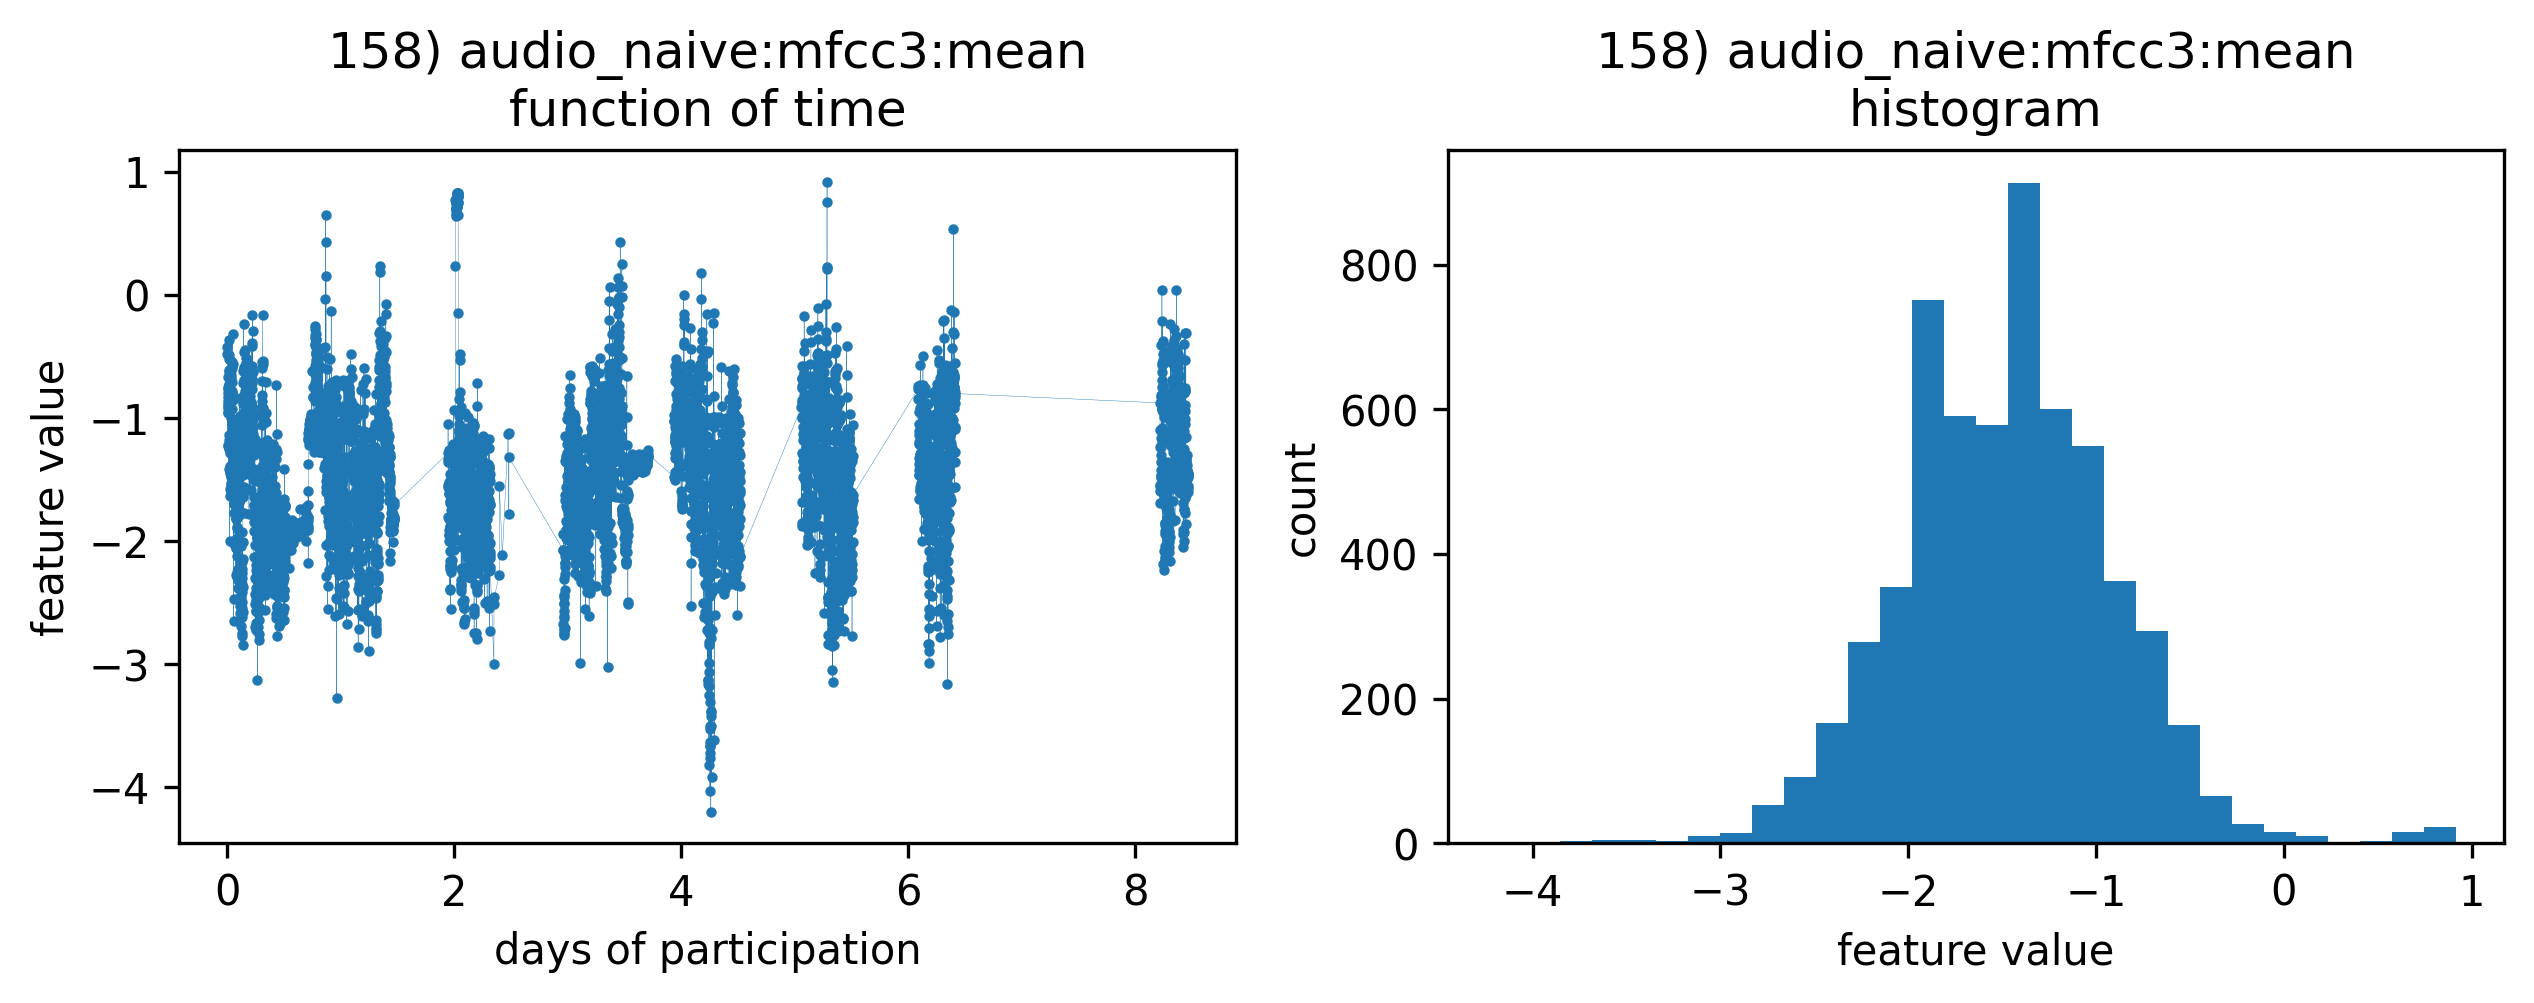 158) audio_naive:mfcc3:mean
function of time
1
0
−1
−2
−3
−4
feature value
0 2 4 6 8
days of participation
158) audio_naive:mfcc3:mean
histogram
800
600
400
200
0
count
−4 −3 −2 −1 0 1
feature value